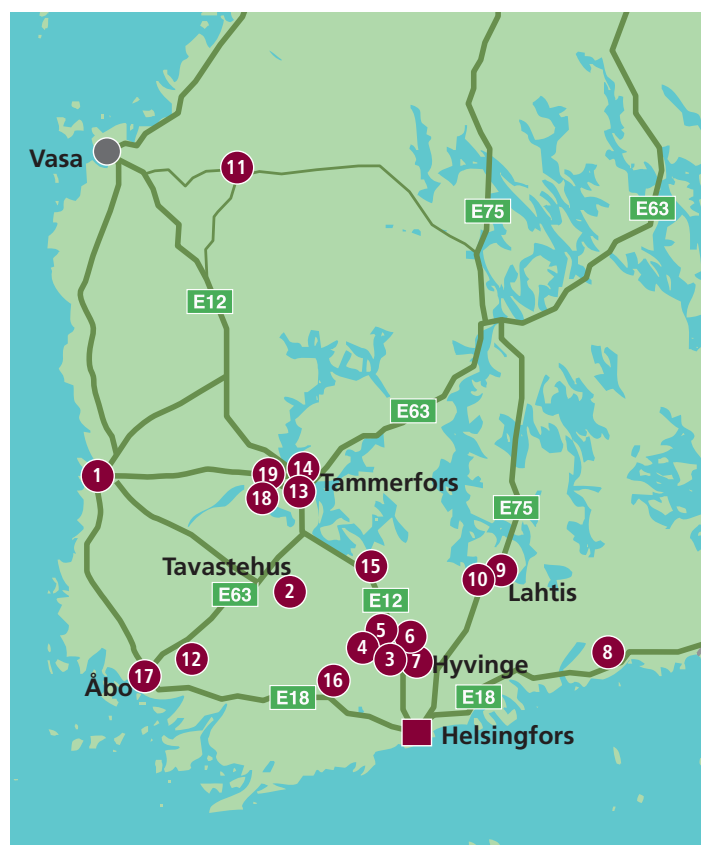 Vasa
11
E75
E63
E12
E63
1
19
14
18
13
Tammerfors
E75
Tavastehus
15
10
9
Lahtis
E63
2
E12
5
6
4
3
7
Hyvinge
8
12
17
Åbo
16
E18
E18
Helsingfors